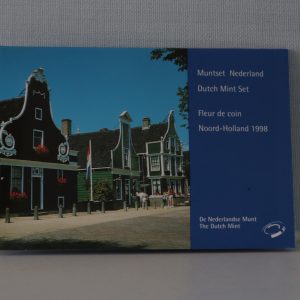 Muntset Nederland
Dutch Mint Set
Fleur de coin
Noord-Holland 1998
De Nederlandse Munt
The Dutch Mint